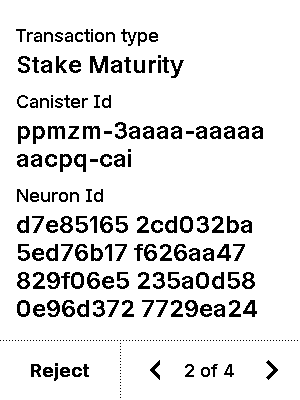 Transaction type
Stake Maturity
Canister Id
ppmzm-3aaaa-aaaaa
aacpq-cai
Neuron Id
d7e85165 2cd032ba
5ed76b17 f626aa47
829f06e5 235a0d58
0e96d372 7729ea24
Reject 2 of 4